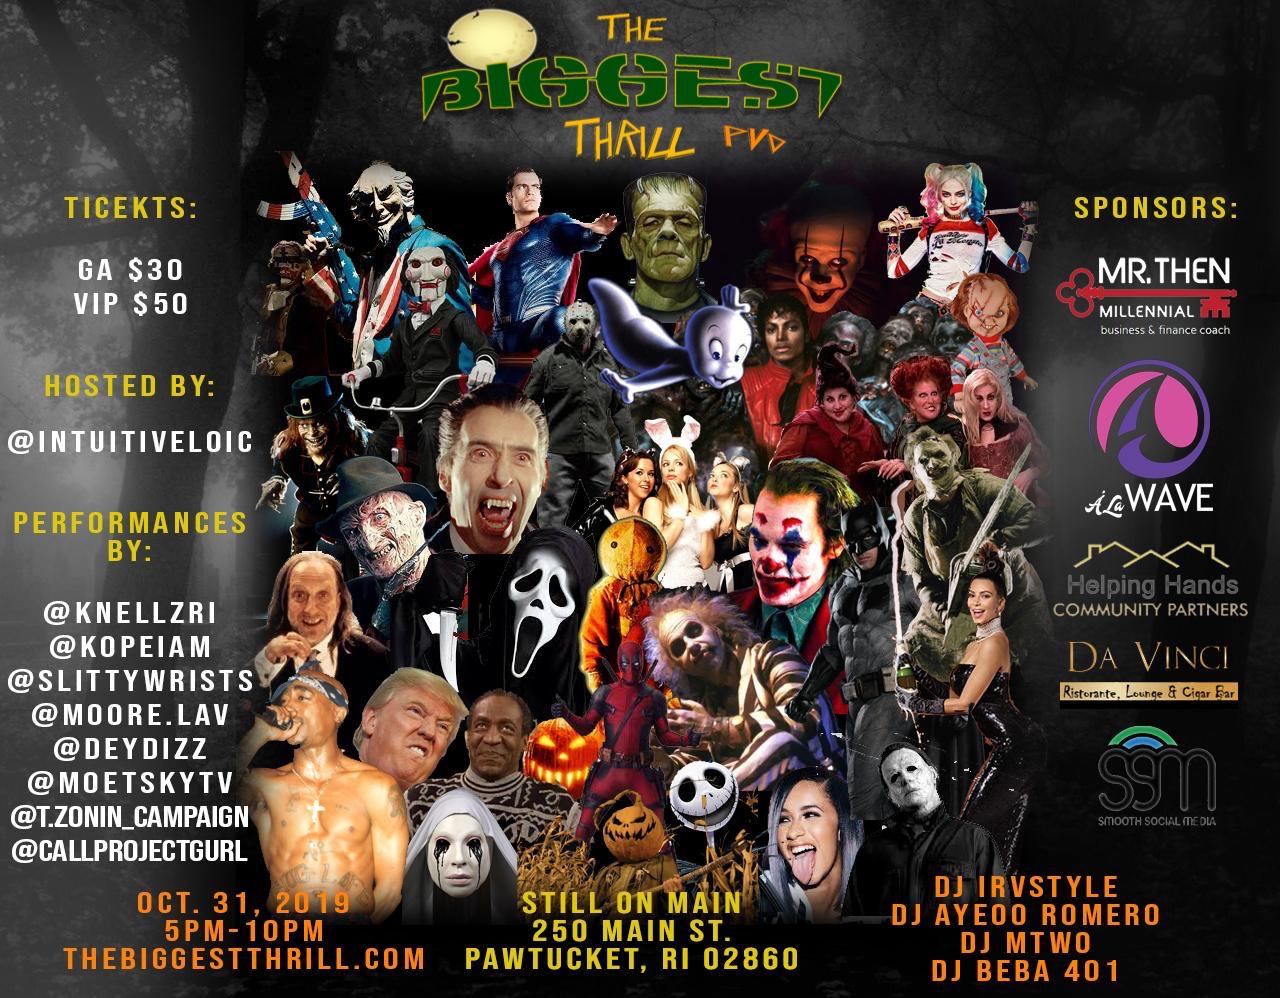 THE
BIGGEST
THRILL PVD
TICEKTS:
GA $30
VIP $50
HOSTED BY:
@INTUITIVELOIC
PERFORMANCES
BY:
@KNELLZRI
@KOPEIAM
@SLITTYWRISTS
@MOORE.LAV
@DEYDIZZ
@MOETSKYTV
@T.ZONIN_CAMPAIGN
@CALLPROJECTGURL
SPONSORS:
MR.THEN
MILLENNIAL
business & finance coach
Á La WAVE
Helping Hands
COMMUNITY PARTNERS
DA VINCI
Ristorante, Lounge & Cigar Bar
SSM
SMOOTH SOCIAL MEDIA
OCT. 31, 2019
5PM-10PM
THEBIGGESTTHRILL.COM
STILL ON MAIN
250 MAIN ST.
PAWTUCKET, RI 02860
DJ IRVSTYLE
DJ AYEOO ROMERO
DJ MTWO
DJ BEBA 401